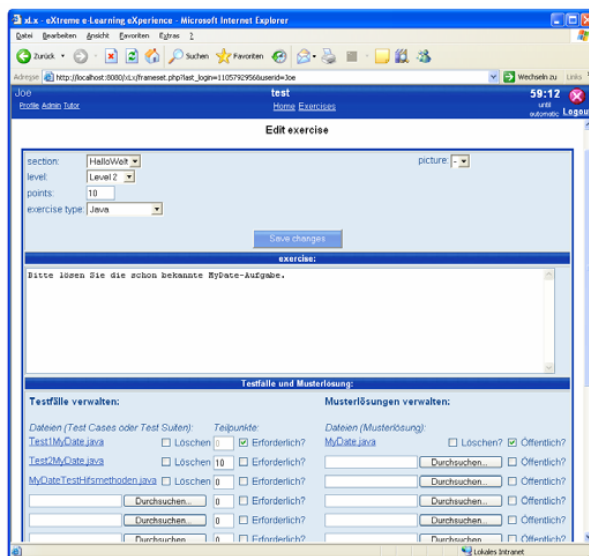 xLx - eXtreme e-Learning eXperience - Microsoft Internet Explorer
Datei Bearbeiten Ansicht Favoriten Extras ?
Zurück Suchen Favoriten
Adresse http://localhost:8080/xLx/frameset.php?last_login=1105792956&userid=Joe Wechseln zu Links
Joe test 59:12
Profile Admin Tutor Home Exercises until
automatic Logout
Edit exercise
section: HalloWelt picture: -
level: Level 2
points: 10
exercise type: Java
Save changes
exercise:
Bitte lösen Sie die schon bekannte MyDate-Aufgabe.
Testfälle und Musterlösung:
Testfälle verwalten: Musterlösungen verwalten:
Dateien (Test Cases oder Test Suiten): Teilpunkte: Dateien (Musterlösung):
Test1MyDate.java Löschen 0 Erforderlich? MyDate.java Löschen? Öffentlich?
Test2MyDate.java Löschen 10 Erforderlich? Durchsuchen... Öffentlich?
MyDateTestHilfsmethoden.java Löschen 0 Erforderlich? Durchsuchen... Öffentlich?
Durchsuchen... 0 Erforderlich? Durchsuchen... Öffentlich?
Durchsuchen... 0 Erforderlich? Durchsuchen... Öffentlich?
Durchsuchen... 0 Erforderlich? Durchsuchen... Öffentlich?
Lokales Intranet